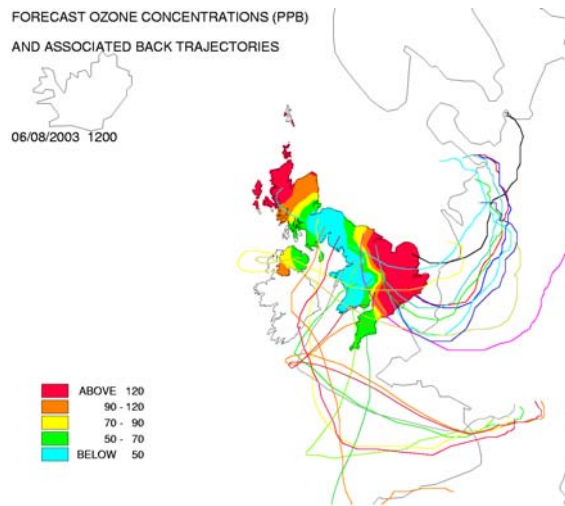 FORECAST OZONE CONCENTRATIONS (PPB)
AND ASSOCIATED BACK TRAJECTORIES
06/08/2003 1200
ABOVE 120
90 - 120
70 - 90
50 - 70
BELOW 50